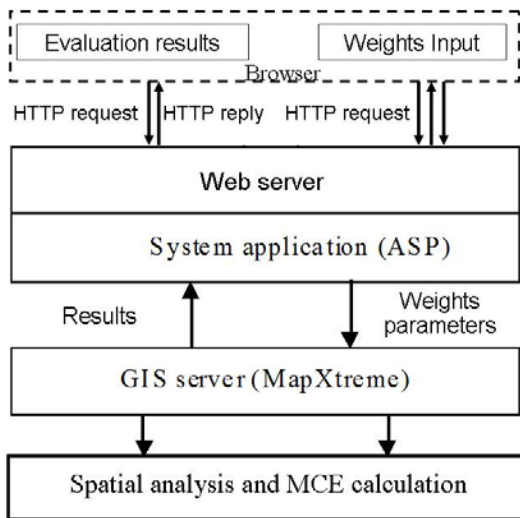 Evaluation results
Weights Input
Browser
HTTP request
HTTP reply
HTTP request
Web server
System application (ASP)
Results
Weights
parameters
GIS server (MapXtreme)
Spatial analysis and MCE calculation